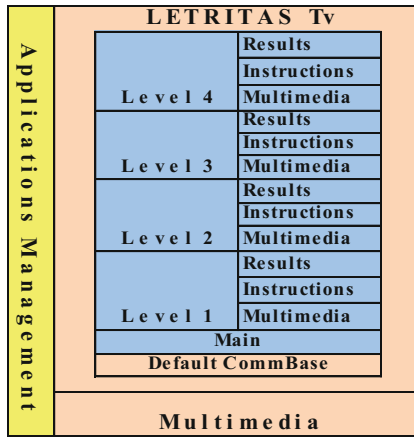 LETRITAS Tv
Applications Management
Results
Instructions
Level 4 Multimedia
Results
Instructions
Level 3 Multimedia
Results
Instructions
Level 2 Multimedia
Results
Instructions
Level 1 Multimedia
Main
Default CommBase
Multimedia